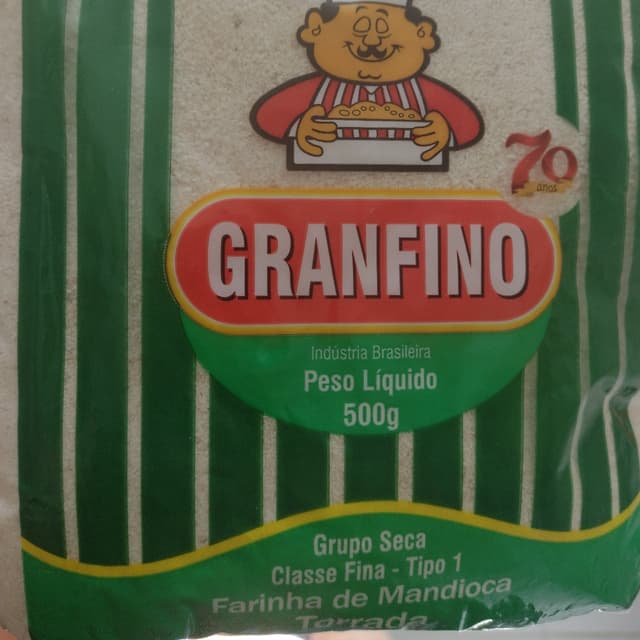 70
anos
GRANFINO
Indústria Brasileira
Peso Líquido
500g
Grupo Seca
Classe Fina - Tipo 1
Farinha de Mandioca
Torrada